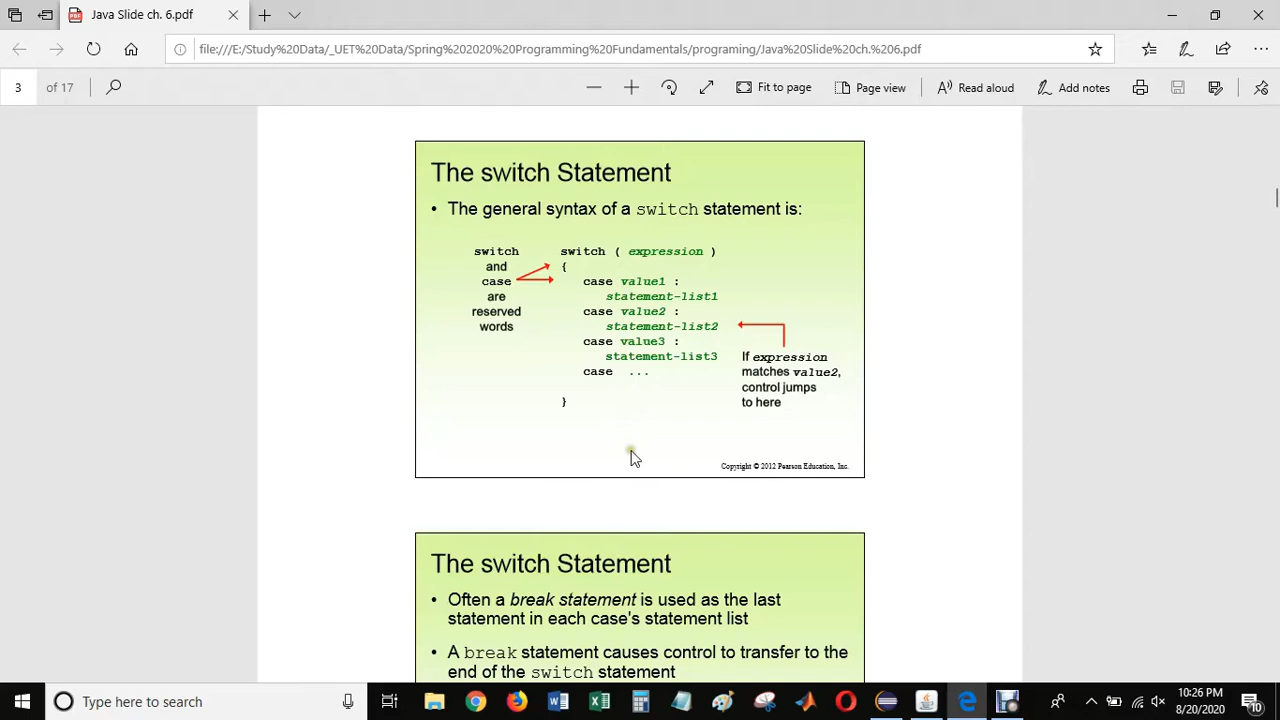 Java Slide ch. 6.pdf
file:///E:/Study%20Data/_UET%20Data/Spring%202020%20Programming%20Fundamentals/programing/Java%20Slide%20ch.%206.pdf
3 of 17
Fit to page
Page view
Read aloud
Add notes
The switch Statement
• The general syntax of a switch statement is:
switch
and
case
are
reserved
words
switch ( expression )
{
case value1 :
statement-list1
case value2 :
statement-list2
case value3 :
statement-list3
case ...
}
If expression
matches value2,
control jumps
to here
Copyright © 2012 Pearson Education, Inc.
The switch Statement
• Often a break statement is used as the last
statement in each case's statement list
• A break statement causes control to transfer to the
end of the switch statement
Type here to search
10:26 PM
8/20/2020
10